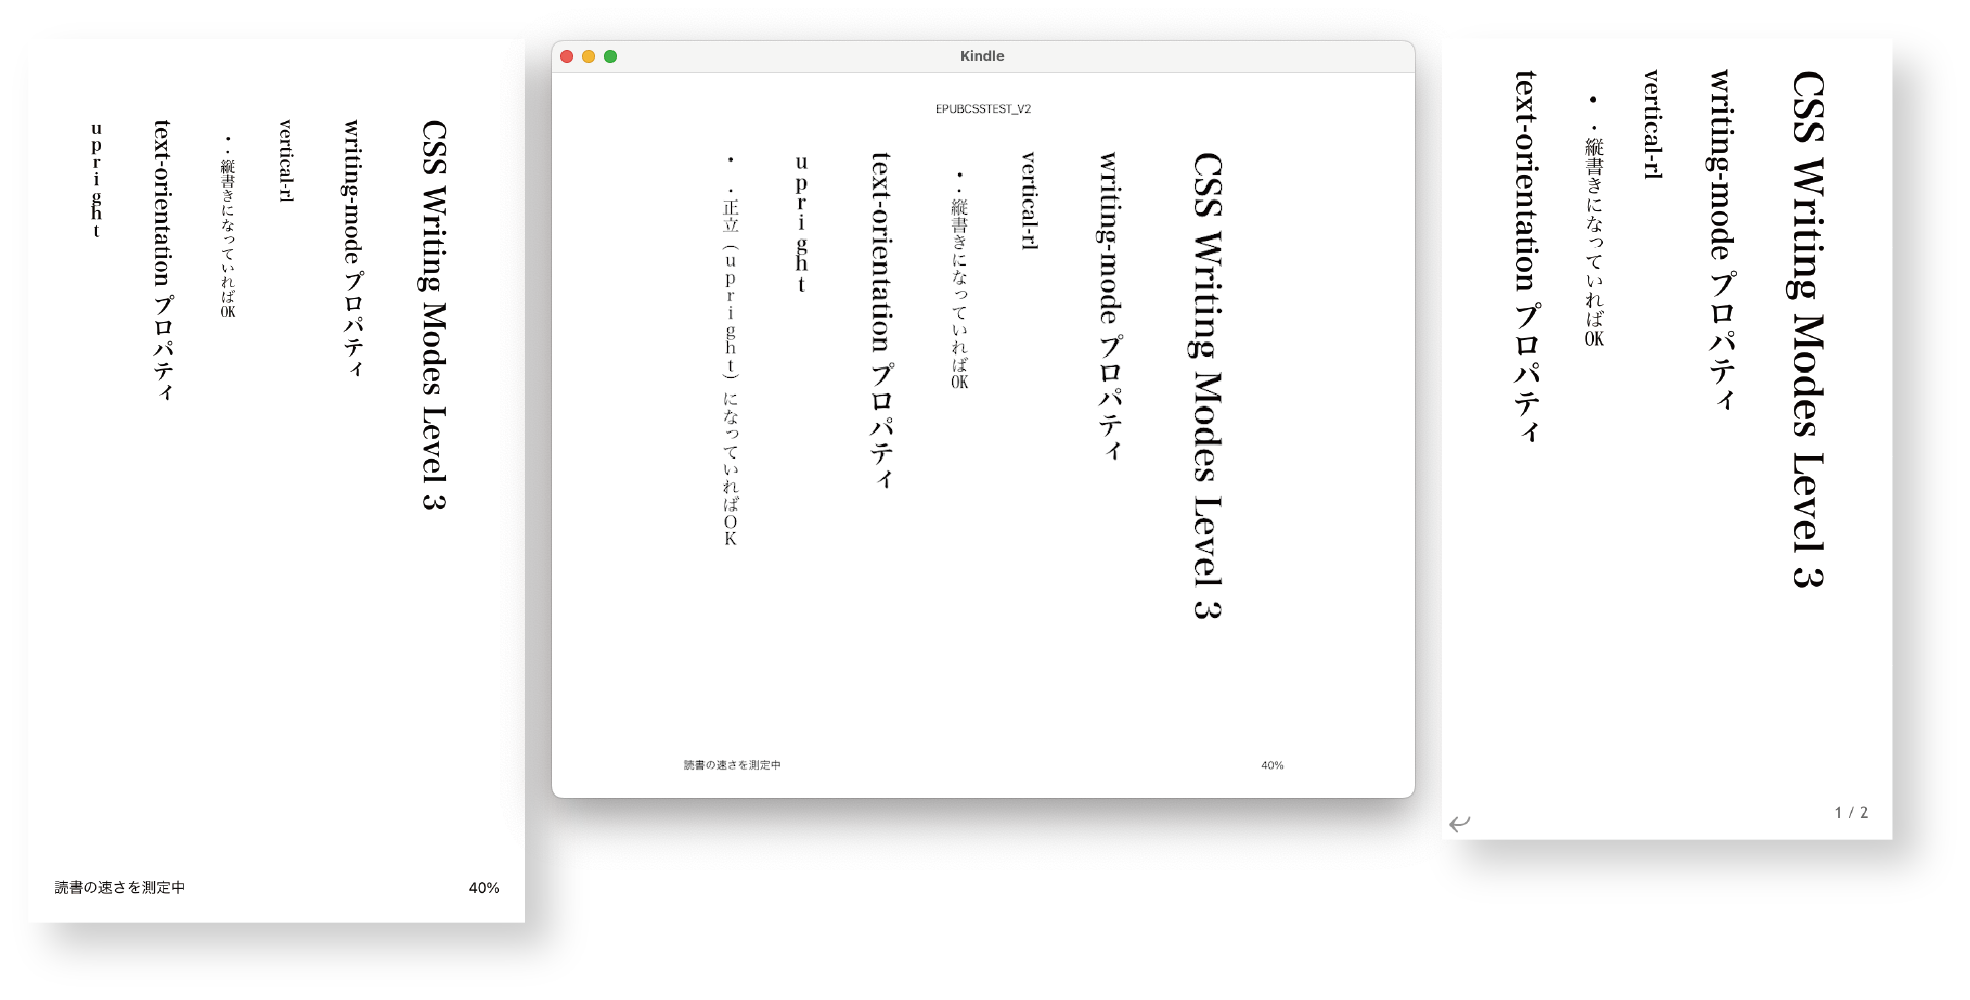 CSS Writing Modes Level 3
writing-mode プロパティ
vertical-rl
• ・縦書きになっていればOK
text-orientation プロパティ
upright
読書の速さを測定中
40%
Kindle
EPUBCSSTEST_V2
CSS Writing Modes Level 3
writing-mode プロパティ
vertical-rl
• ・縦書きになっていればOK
text-orientation プロパティ
upright
• ・正立（upright）になっていればOK
読書の速さを測定中
40%
CSS Writing Modes Level 3
writing-mode プロパティ
vertical-rl
• ・縦書きになっていればOK
text-orientation プロパティ
1 / 2